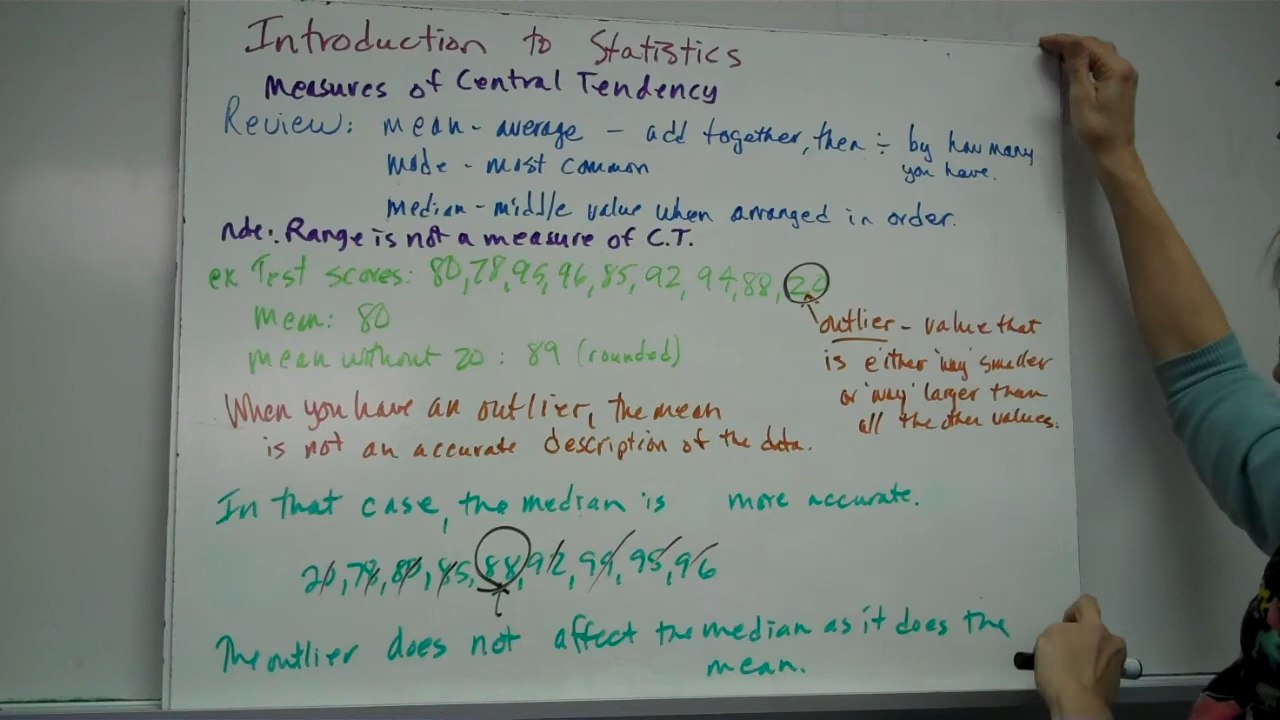 Introduction to Statistics
Measures of Central Tendency
Review: mean - average - add together, then ÷ by how many you have.
mode - most common
median - middle value when arranged in order.
note: Range is not a measure of C.T.
ex Test scores: 80, 78, 95, 96, 85, 92, 94, 88, 20
mean: 80
mean without 20: 89 (rounded)
outlier - value that
is either 'way' smaller
or 'way' larger than
all the other values.
When you have an outlier, the mean
is not an accurate description of the data.
In that case, the median is more accurate.
20, 78, 80, 85, 88, 92, 94, 95, 96
The outlier does not affect the median as it does the
mean.